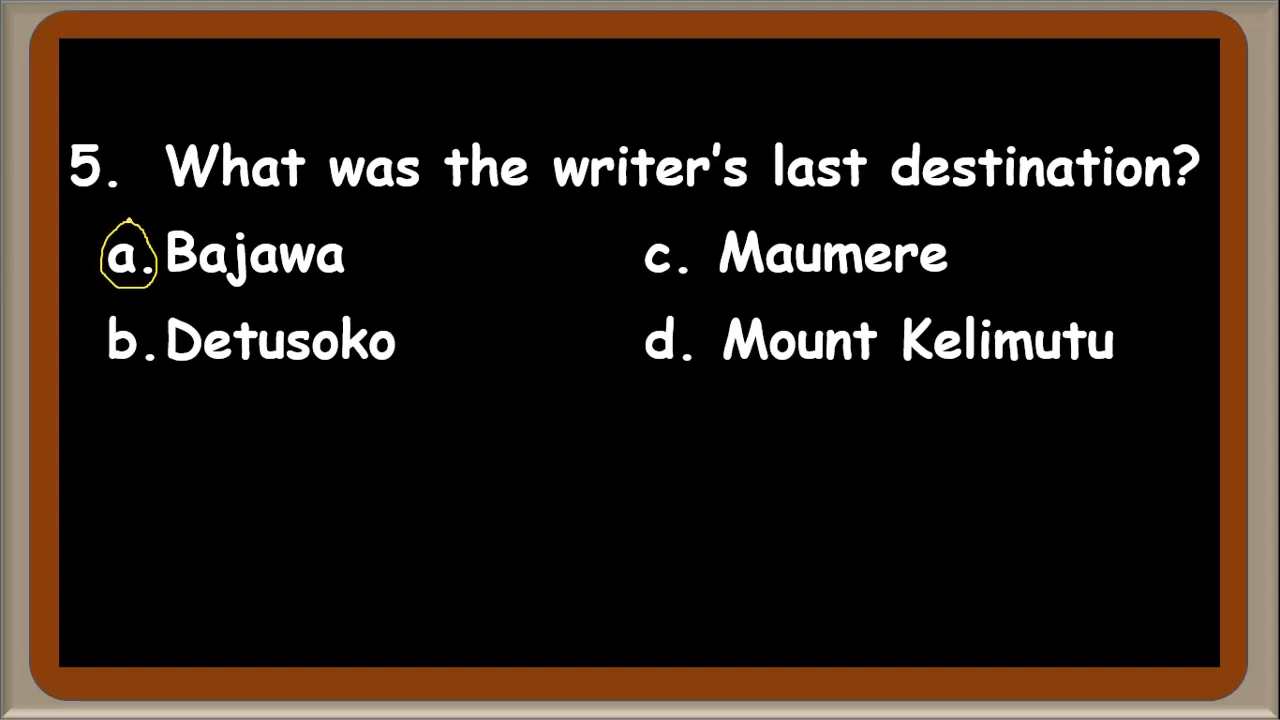 5. What was the writer's last destination?
a. Bajawa c. Maumere
b. Detusoko d. Mount Kelimutu